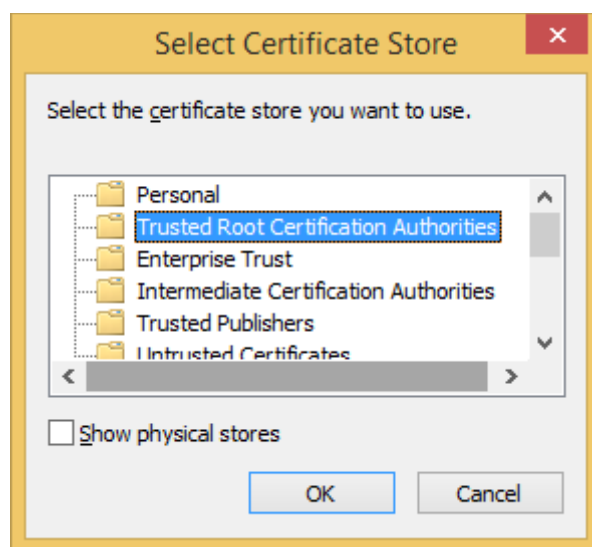 Select Certificate Store
Select the certificate store you want to use.
Personal
Trusted Root Certification Authorities
Enterprise Trust
Intermediate Certification Authorities
Trusted Publishers
Untrusted Certificates
Show physical stores
OK
Cancel